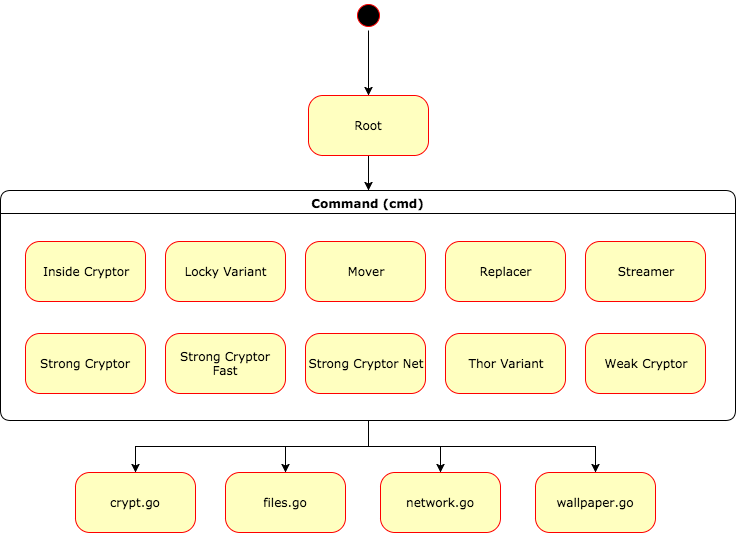 Root
Command (cmd)
Inside Cryptor
Locky Variant
Mover
Replacer
Streamer
Strong Cryptor
Strong Cryptor
Fast
Strong Cryptor Net
Thor Variant
Weak Cryptor
crypt.go
files.go
network.go
wallpaper.go